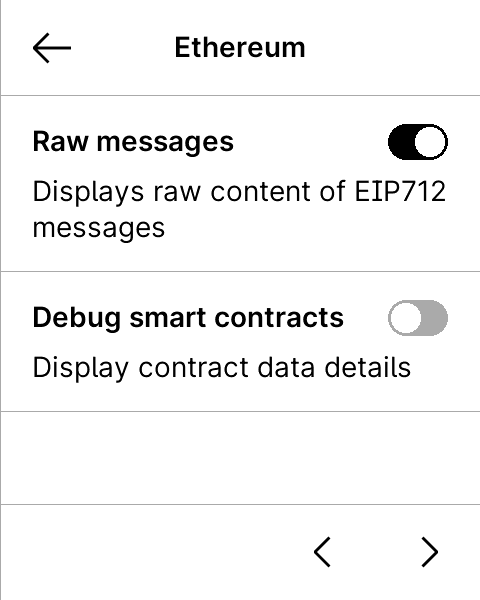 Ethereum
Raw messages
Displays raw content of EIP712
messages
Debug smart contracts
Display contract data details